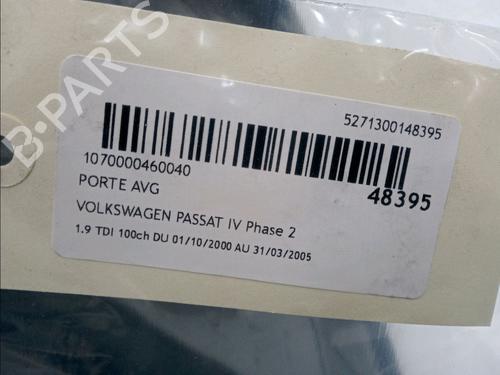 B-PARTS
5271300148395
1070000460040
48395
PORTE AVG
VOLKSWAGEN PASSAT IV Phase 2
1.9 TDI 100ch DU 01/10/2000 AU 31/03/2005